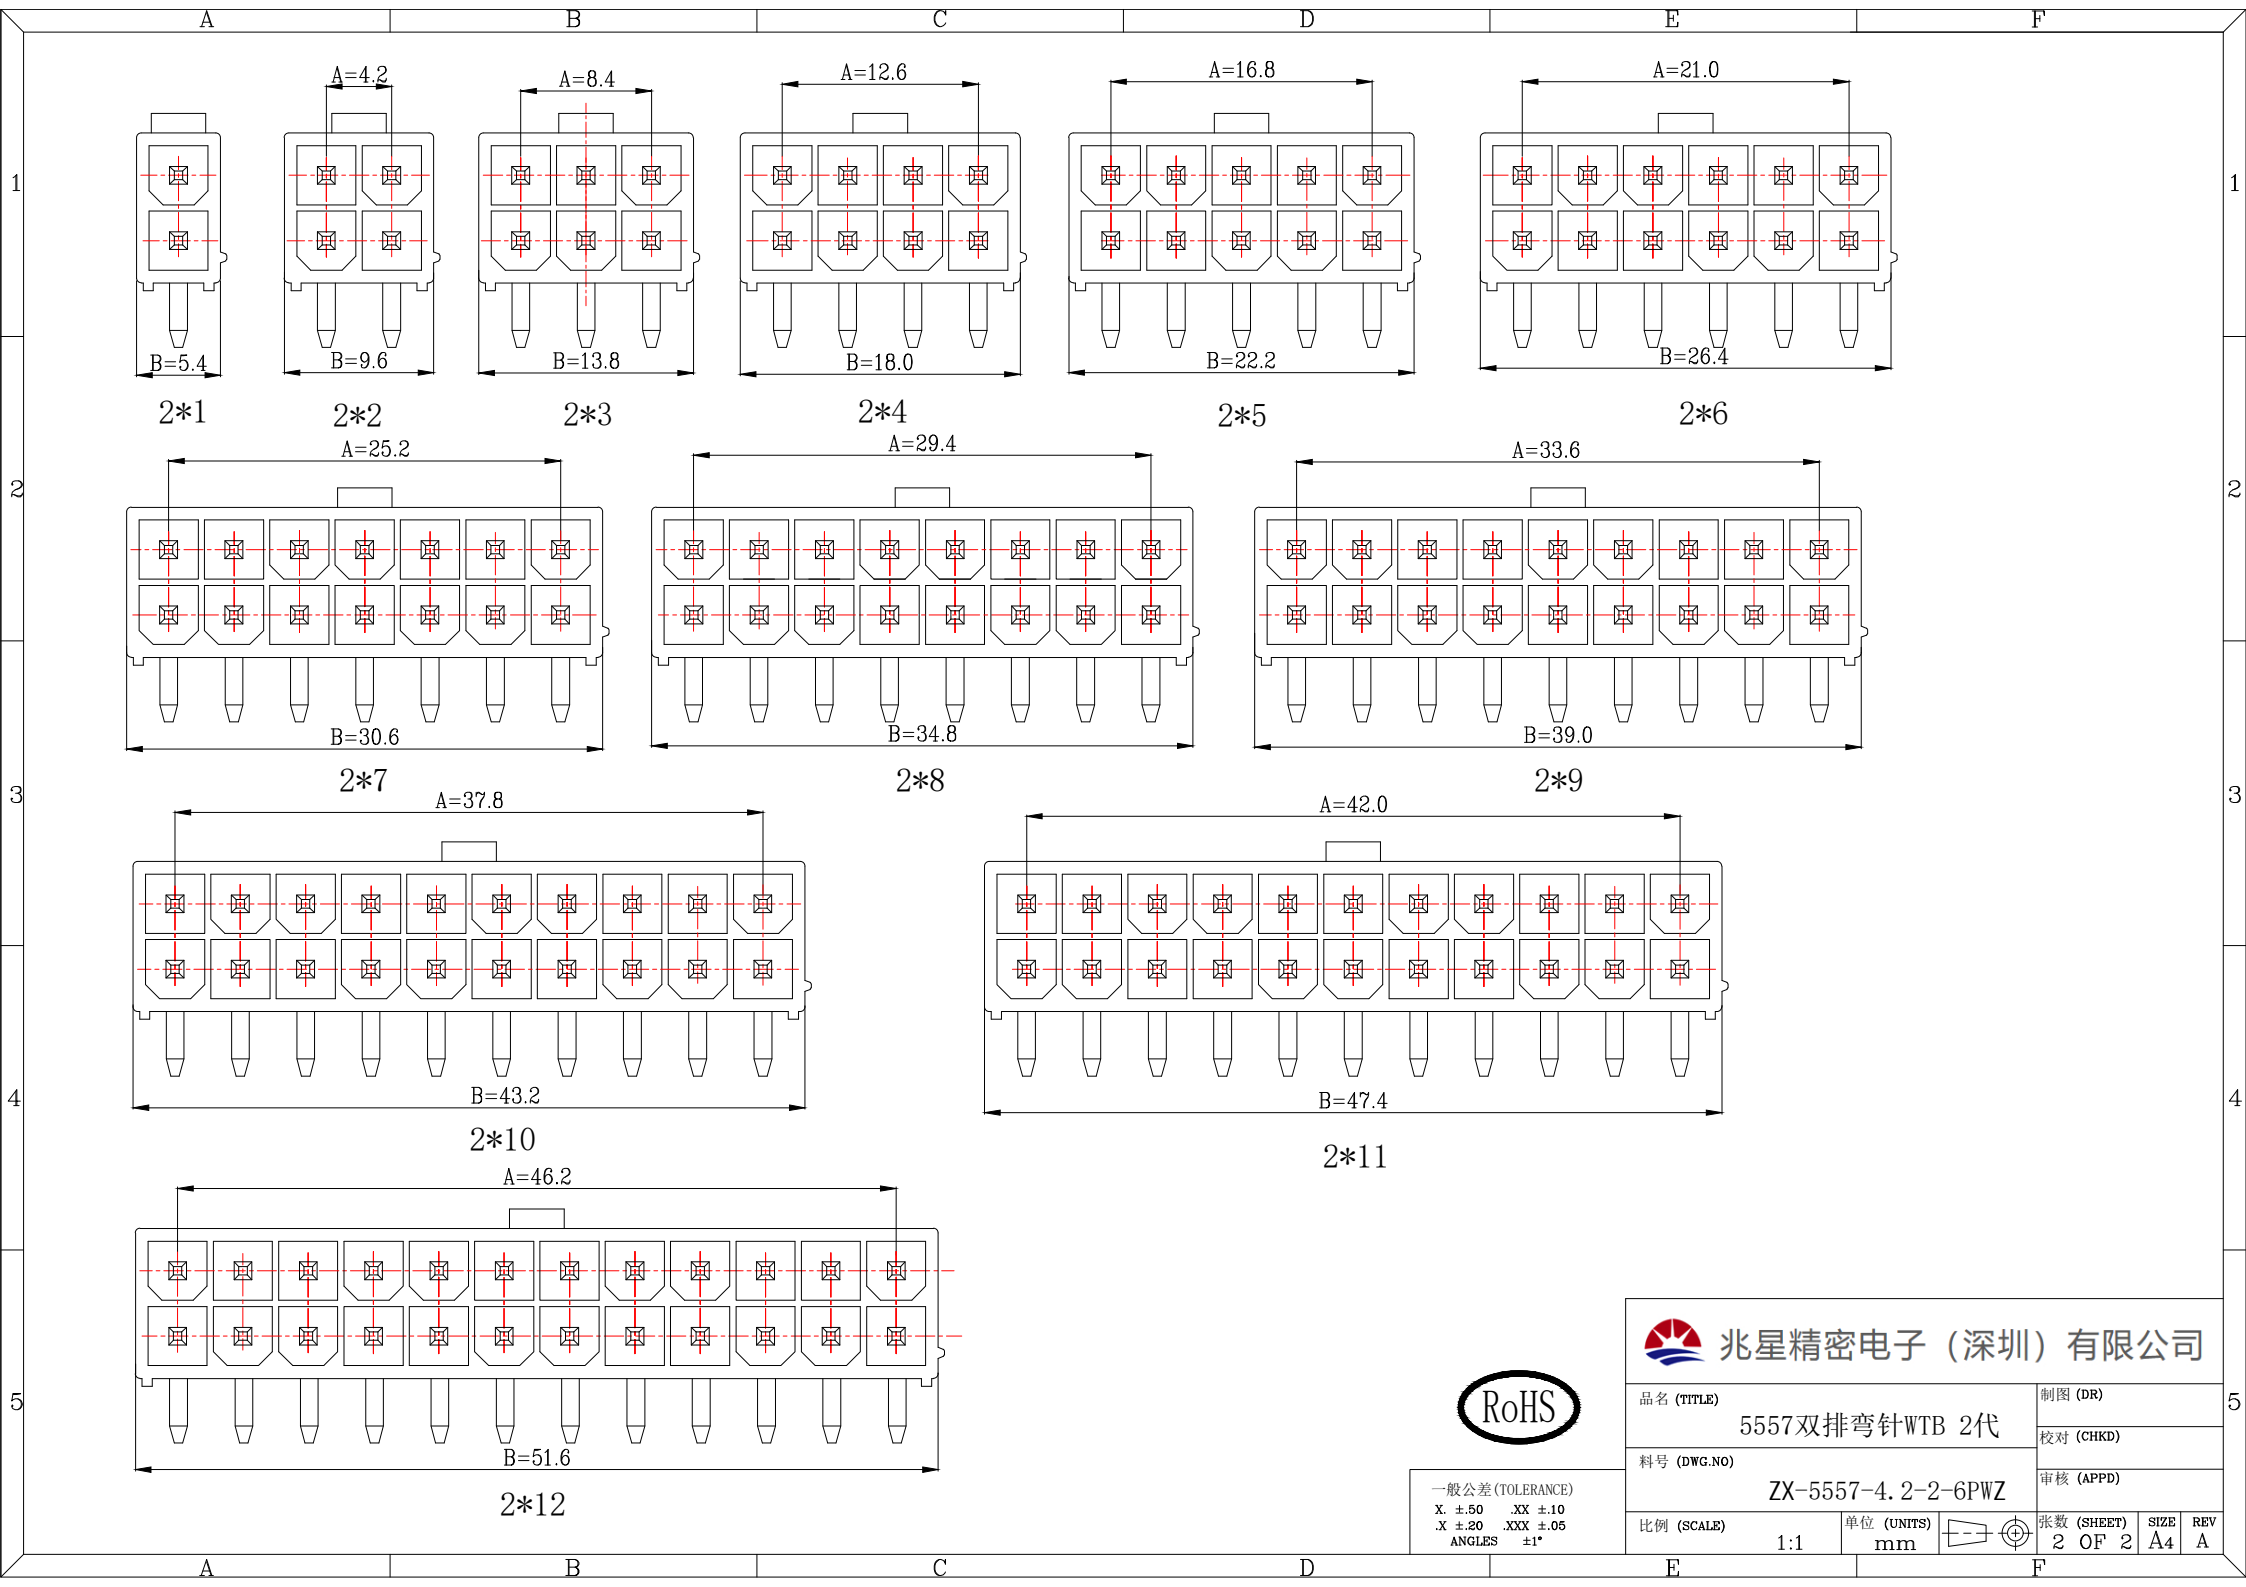 A B C D E F
A=4.2 A=8.4 A=12.6 A=16.8 A=21.0
1 1
B=5.4 B=9.6 B=13.8 B=18.0 B=22.2 B=26.4
2*1 2*2 2*3 2*4 2*5 2*6
A=25.2 A=29.4 A=33.6
2 2
B=30.6 B=34.8 B=39.0
2*7 2*8 2*9
3 3
A=37.8 A=42.0
4 4
B=43.2 B=47.4
2*10 2*11
A=46.2
5 5
B=51.6
2*12
RoHS
一般公差(TOLERANCE)
X. ±.50 .XX ±.10
.X ±.20 .XXX ±.05
ANGLES ±1°
兆星精密电子（深圳）有限公司
品名 (TITLE)
5557双排弯针WTB 2代
料号 (DWG.NO)
ZX-5557-4.2-2-6PWZ
比例 (SCALE)
1:1
单位 (UNITS)
mm
制图 (DR)
校对 (CHKD)
审核 (APPD)
张数 (SHEET)
2 OF 2
SIZE
A4
REV
A
A B C D E F